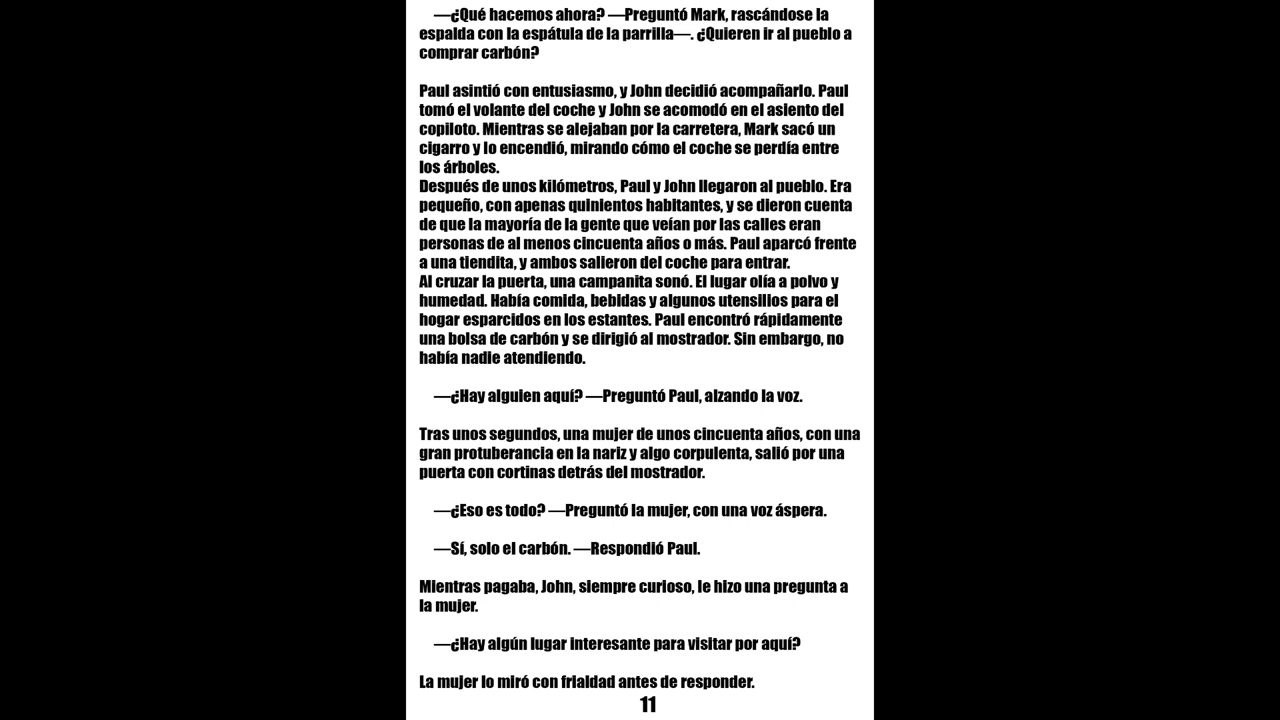 —¿Qué hacemos ahora? —Preguntó Mark, rascándose la
espalda con la espátula de la parrilla—. ¿Quieren ir al pueblo a
comprar carbón?
Paul asintió con entusiasmo, y John decidió acompañarlo. Paul
tomó el volante del coche y John se acomodó en el asiento del
copiloto. Mientras se alejaban por la carretera, Mark sacó un
cigarro y lo encendió, mirando cómo el coche se perdía entre
los árboles.
Después de unos kilómetros, Paul y John llegaron al pueblo. Era
pequeño, con apenas quinientos habitantes, y se dieron cuenta
de que la mayoría de la gente que veían por las calles eran
personas de al menos cincuenta años o más. Paul aparcó frente
a una tiendita, y ambos salieron del coche para entrar.
Al cruzar la puerta, una campanita sonó. El lugar olía a polvo y
humedad. Había comida, bebidas y algunos utensilios para el
hogar esparcidos en los estantes. Paul encontró rápidamente
una bolsa de carbón y se dirigió al mostrador. Sin embargo, no
había nadie atendiendo.
—¿Hay alguien aquí? —Preguntó Paul, alzando la voz.
Tras unos segundos, una mujer de unos cincuenta años, con una
gran protuberancia en la nariz y algo corpulenta, salió por una
puerta con cortinas detrás del mostrador.
—¿Eso es todo? —Preguntó la mujer, con una voz áspera.
—Sí, solo el carbón. —Respondió Paul.
Mientras pagaba, John, siempre curioso, le hizo una pregunta a
la mujer.
—¿Hay algún lugar interesante para visitar por aquí?
La mujer lo miró con frialdad antes de responder.
11